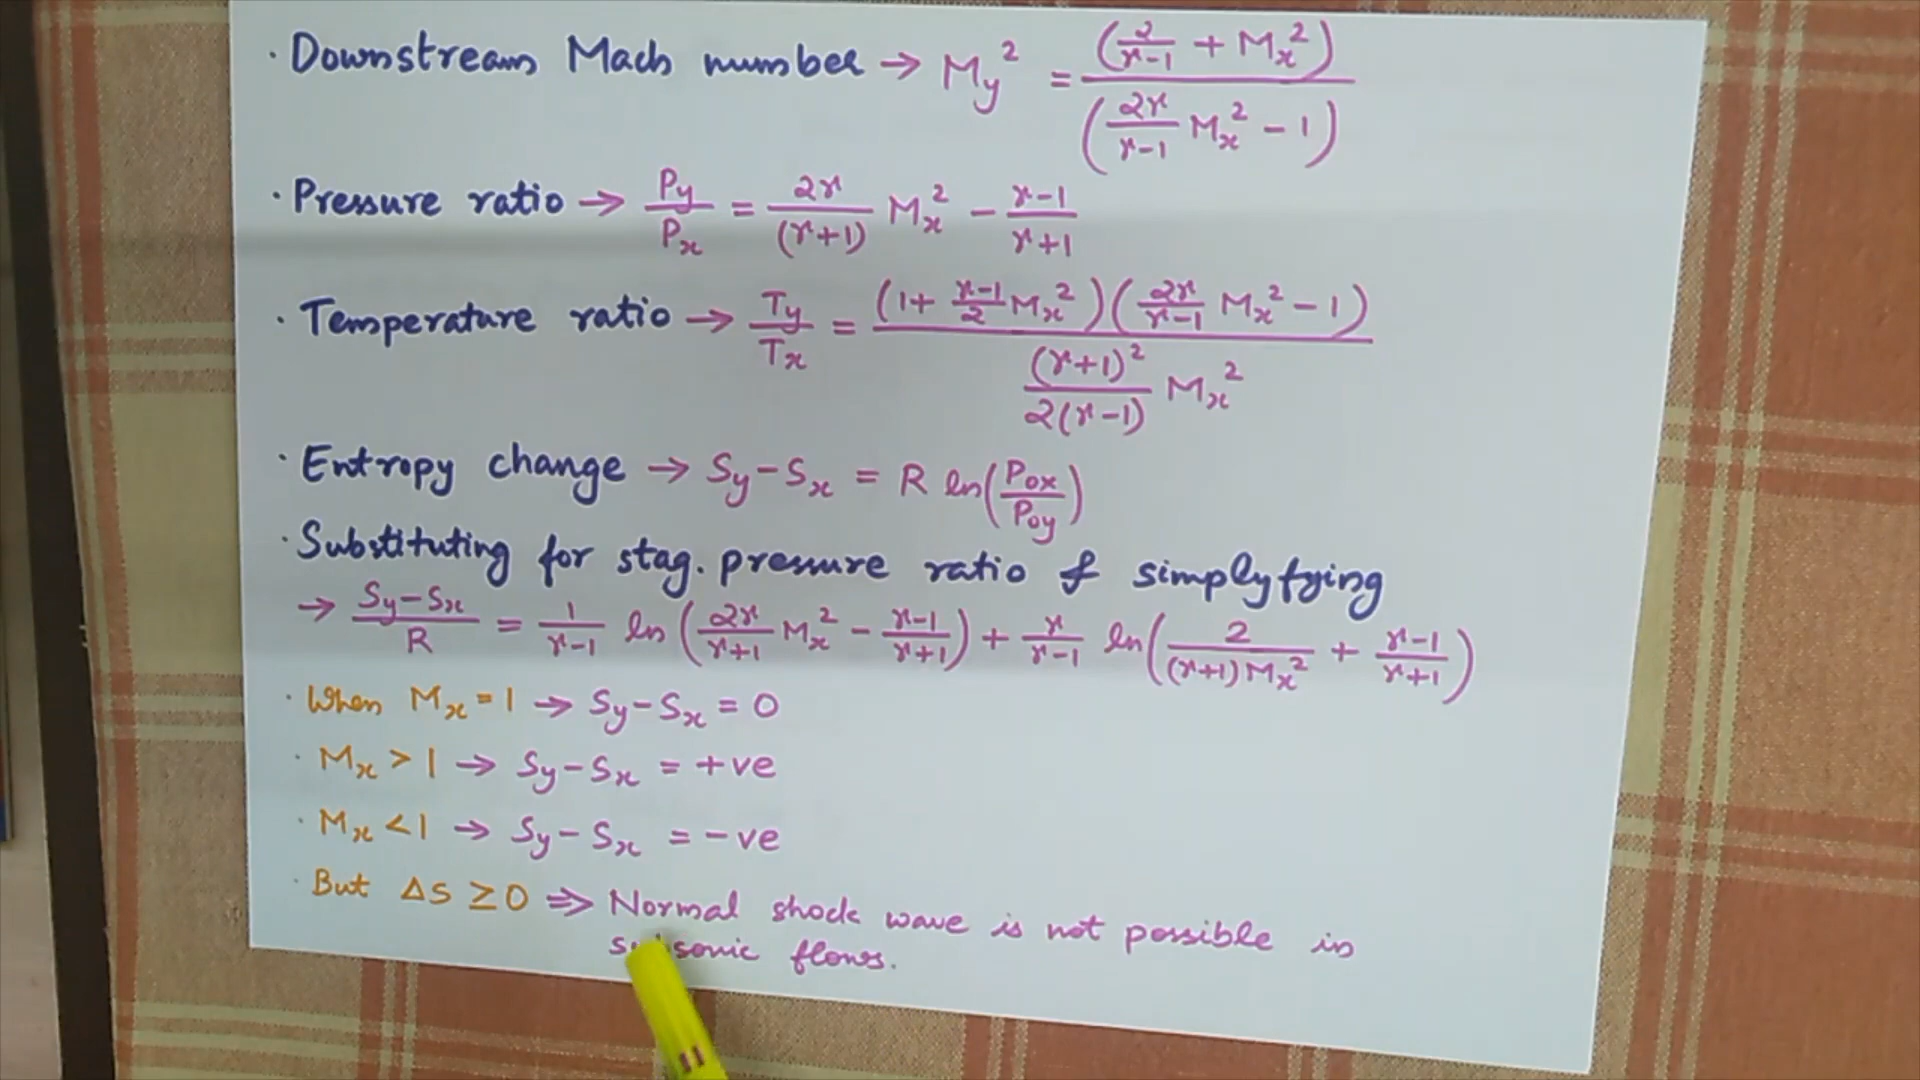 · Downstream Mach number → My² = (2/(γ-1) + Mx²) / (2γ/(γ-1) Mx² - 1)
· Pressure ratio → Py/Px = 2γ/(γ+1) Mx² - (γ-1)/(γ+1)
· Temperature ratio → Ty/Tx = (1 + (γ-1)/2 Mx²)(2γ/(γ-1) Mx² - 1) / ((γ+1)²/(2(γ-1)) Mx²)
· Entropy change → Sy-Sx = R ln(Pox/Poy)
· Substituting for stag. pressure ratio & simplyfying
→ (Sy-Sx)/R = 1/(γ-1) ln(2γ/(γ+1) Mx² - (γ-1)/(γ+1)) + γ/(γ-1) ln(2/((γ+1)Mx²) + (γ-1)/(γ+1))
· When Mx = 1 → Sy-Sx = 0
· Mx > 1 → Sy-Sx = +ve
· Mx < 1 → Sy-Sx = -ve
· But ΔS ≥ 0 ⇒ Normal shock wave is not possible in
subsonic flows.